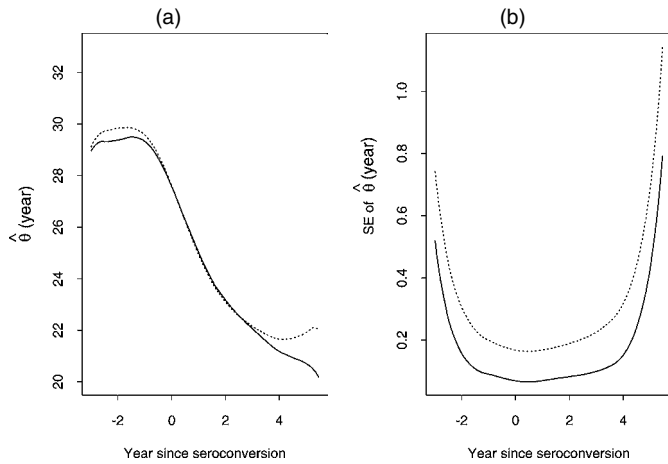 (a)
θ̂ (year)
32
30
28
26
24
22
20
-2 0 2 4
Year since seroconversion
(b)
SE of θ̂ (year)
1.0
0.8
0.6
0.4
0.2
-2 0 2 4
Year since seroconversion